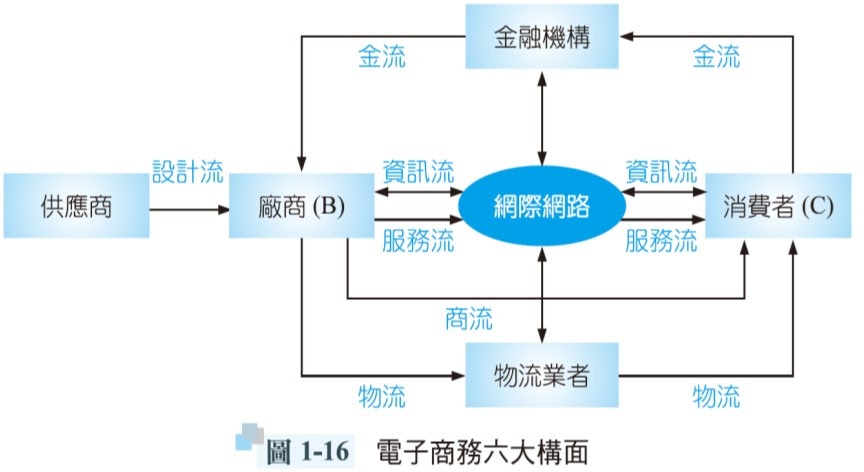 金融機構
金流
金流
設計流
資訊流
資訊流
供應商
廠商 (B)
網際網路
消費者 (C)
服務流
服務流
商流
物流業者
物流
物流
圖 1-16 電子商務六大構面